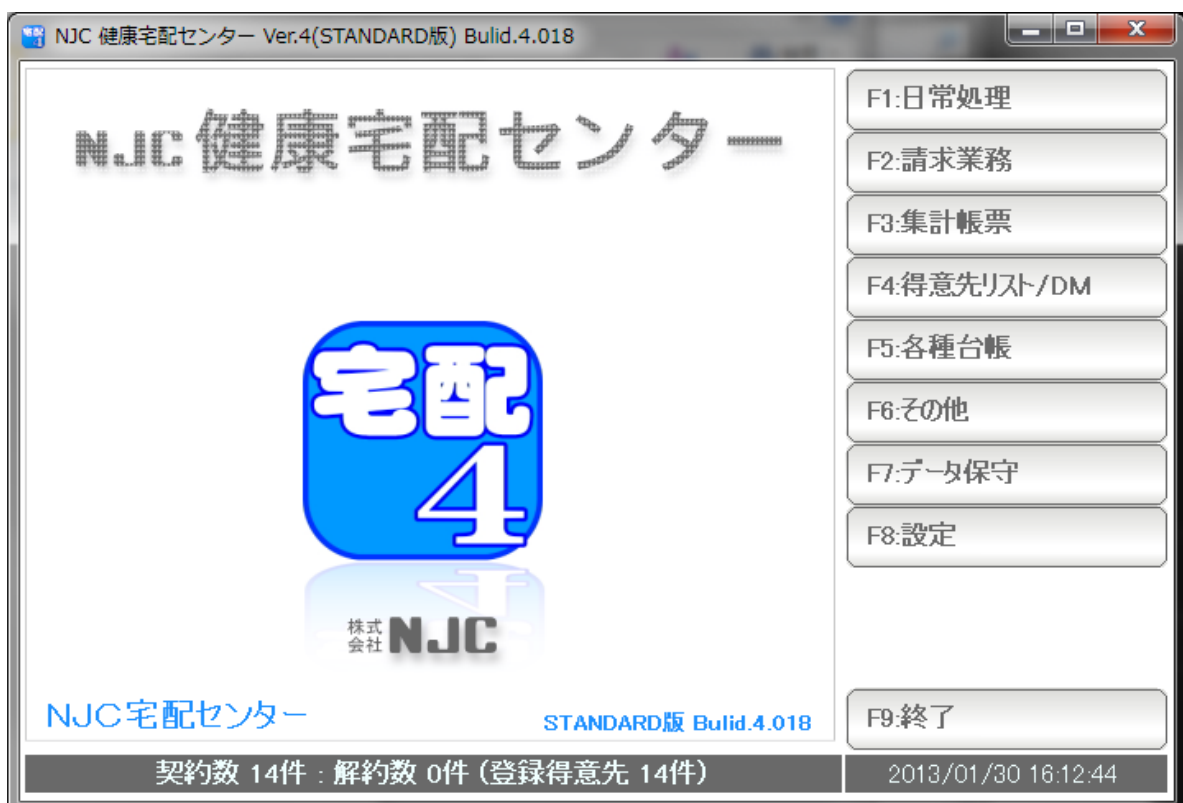 NJC 健康宅配センター Ver.4(STANDARD版) Bulid.4.018
NJC 健康宅配センター
宅配
4
株式会社 NJC
NJC宅配センター
STANDARD版 Bulid.4.018
F1:日常処理
F2:請求業務
F3:集計帳票
F4:得意先リスト/DM
F5:各種台帳
F6:その他
F7:データ保守
F8:設定
F9:終了
契約数 14件 : 解約数 0件 (登録得意先 14件)
2013/01/30 16:12:44